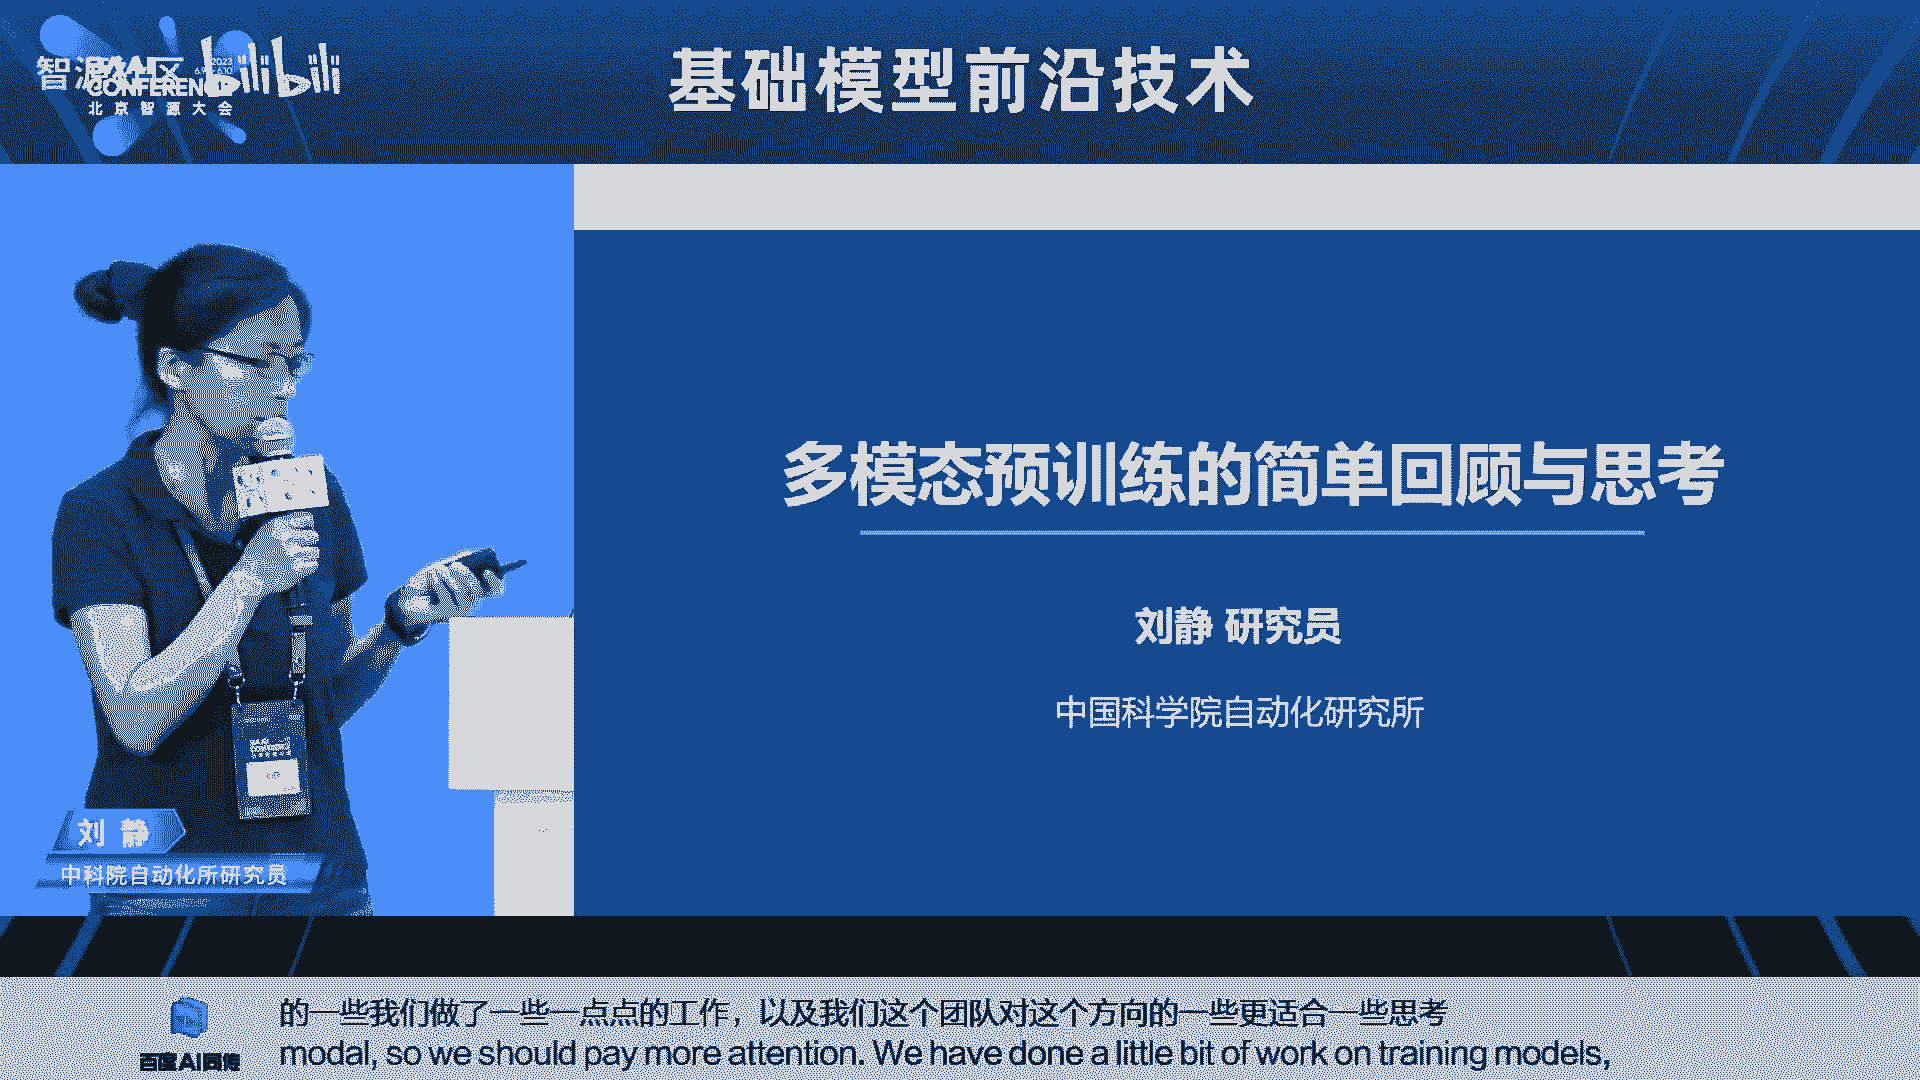 智源社区
bilibili
2023
CONFERENCE
北京智源大会
基础模型前沿技术
多模态预训练的简单回顾与思考
刘静 研究员
中国科学院自动化研究所
刘 静
中科院自动化所研究员
的一些我们做了一些一点点的工作，以及我们这个团队对这个方向的一些更适合一些思考
百度AI同传
modal, so we should pay more attention. We have done a little bit of work on training models,